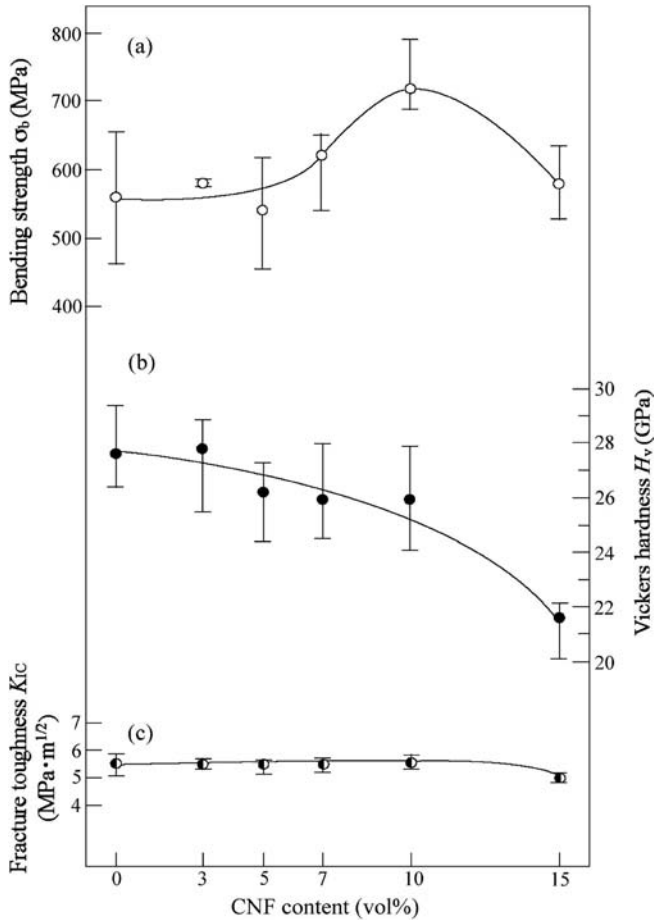 (a)
Bending strength σb (MPa)
800
700
600
500
400
(b)
Vickers hardness Hv (GPa)
30
28
26
24
22
20
(c)
Fracture toughness KIC
(MPa·m1/2)
7
6
5
4
0 3 5 7 10 15
CNF content (vol%)